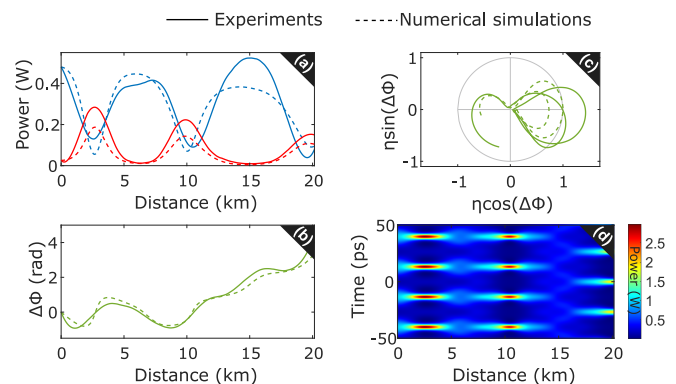 Experiments
Numerical simulations
(a)
Power (W)
0.4
0.2
0
0
5
10
15
20
Distance (km)
(c)
ηsin(ΔΦ)
1
0
-1
-1
0
1
ηcos(ΔΦ)
(b)
ΔΦ (rad)
4
2
0
0
5
10
15
20
Distance (km)
(d)
Time (ps)
50
0
-50
0
5
10
15
20
Distance (km)
Power (W)
2.5
2
1.5
1
0.5